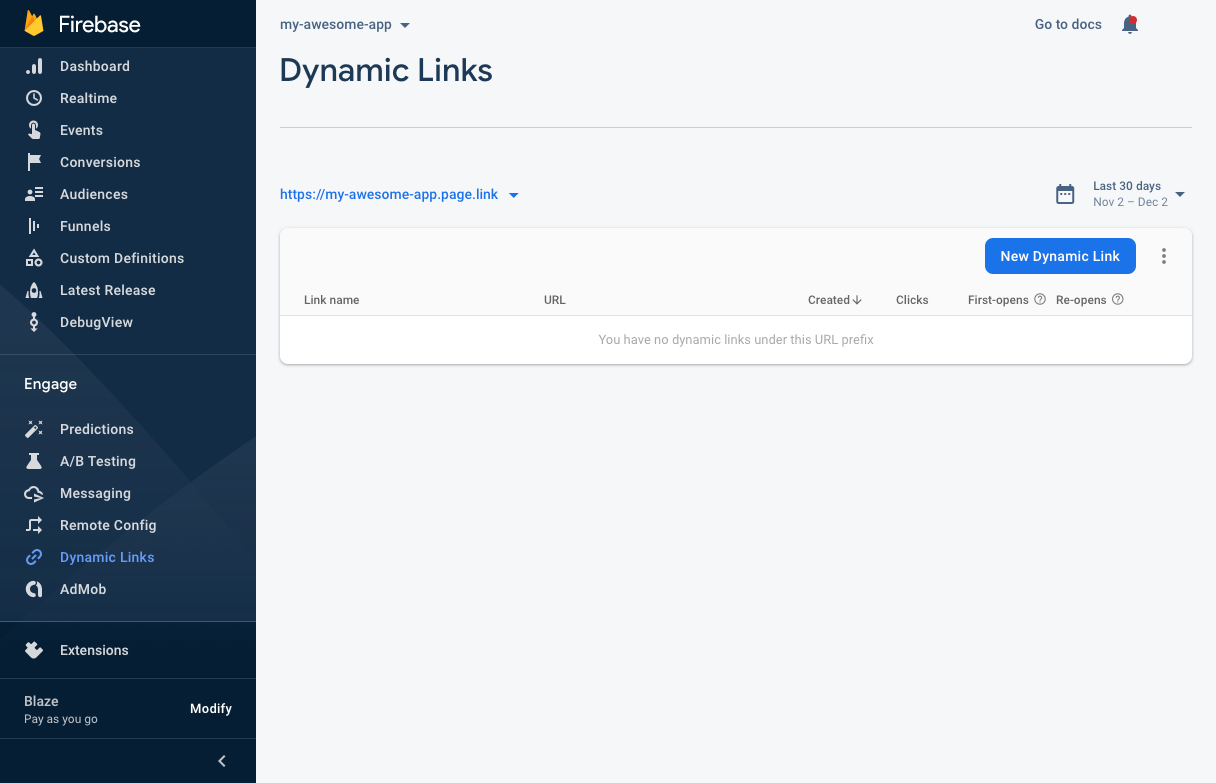 Firebase
Dashboard
Realtime
Events
Conversions
Audiences
Funnels
Custom Definitions
Latest Release
DebugView
Engage
Predictions
A/B Testing
Messaging
Remote Config
Dynamic Links
AdMob
Extensions
Blaze
Pay as you go
Modify
my-awesome-app
Go to docs
Dynamic Links
https://my-awesome-app.page.link
Last 30 days
Nov 2 – Dec 2
New Dynamic Link
Link name URL Created Clicks First-opens Re-opens
You have no dynamic links under this URL prefix